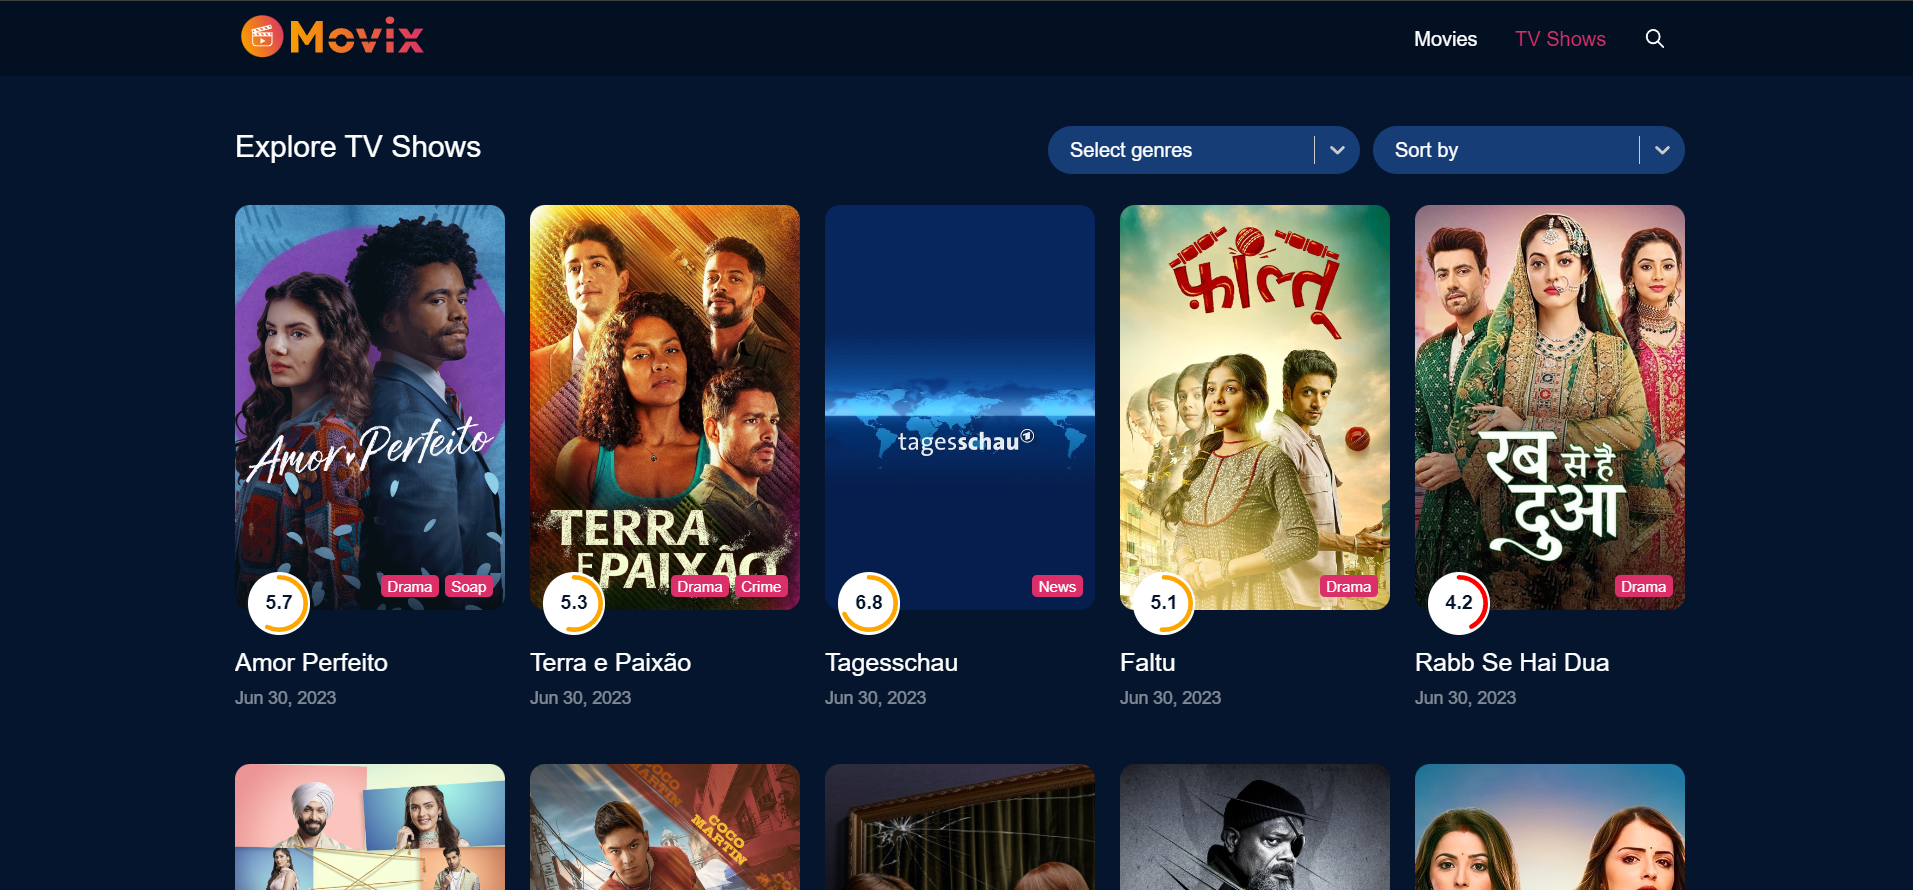 Movix
Movies
TV Shows
Explore TV Shows
Select genres
Sort by
Amor Perfeito
Drama
Soap
5.7
Amor Perfeito
Jun 30, 2023
TERRA
E PAIXÃO
Drama
Crime
5.3
Terra e Paixão
Jun 30, 2023
tagesschau
News
6.8
Tagesschau
Jun 30, 2023
फ़ालतू
Drama
5.1
Faltu
Jun 30, 2023
रब से है
दुआ
Drama
4.2
Rabb Se Hai Dua
Jun 30, 2023
COCO
MARTIN
COCO
MARTIN